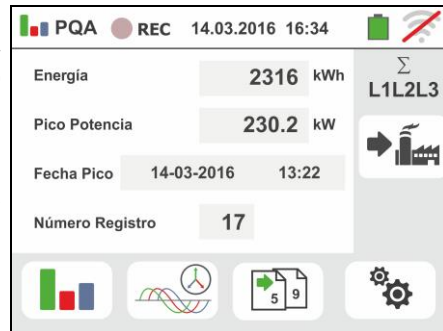 PQA REC 14.03.2016 16:34
Energía 2316 kWh
Σ
L1L2L3
Pico Potencia 230.2 kW
Fecha Pico 14-03-2016 13:22
Número Registro 17
5 9